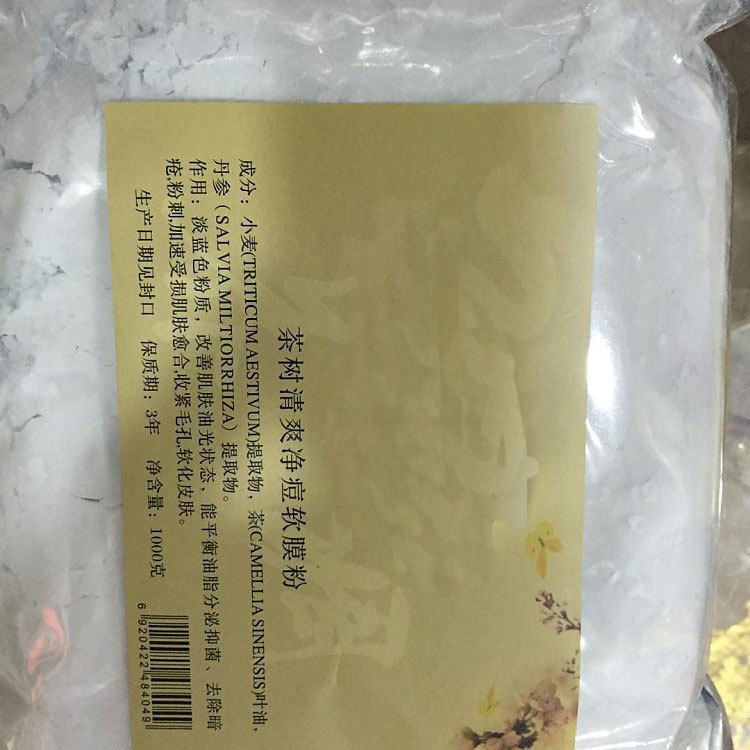 茶树清爽净痘软膜粉
成分：小麦(TRITICUM AESTIVUM)提取物，茶(CAMELLIA SINENSIS)叶油，
丹参（SALVIA MILTIORRHIZA）提取物。
作用：淡蓝色粉质，改善肌肤油光状态，能平衡油脂分泌抑菌、去除暗
疮,粉刺,加速受损肌肤愈合,收紧毛孔,软化皮肤。
生产日期见封口 保质期：3年 净含量：1000克
6920422484049